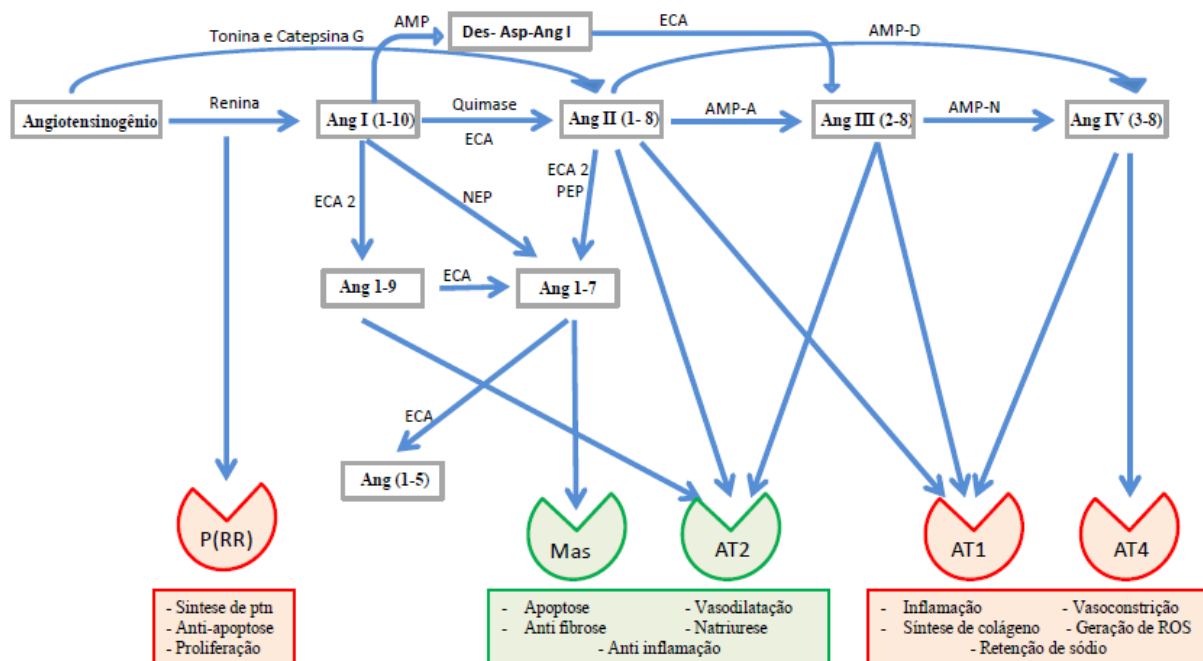 AMP
Des- Asp-Ang I
ECA
Tonina e Catepsina G
AMP-D
Angiotensinogênio
Renina
Ang I (1-10)
Quimase
ECA
Ang II (1- 8)
AMP-A
Ang III (2-8)
AMP-N
Ang IV (3-8)
ECA 2
NEP
ECA 2
PEP
Ang 1-9
ECA
Ang 1-7
ECA
Ang (1-5)
P(RR)
Mas
AT2
AT1
AT4
- Sintese de ptn
- Anti-apoptose
- Proliferação
- Apoptose - Vasodilatação
- Anti fibrose - Natriurese
- Anti inflamação
- Inflamação - Vasoconstrição
- Síntese de colágeno - Geração de ROS
- Retenção de sódio